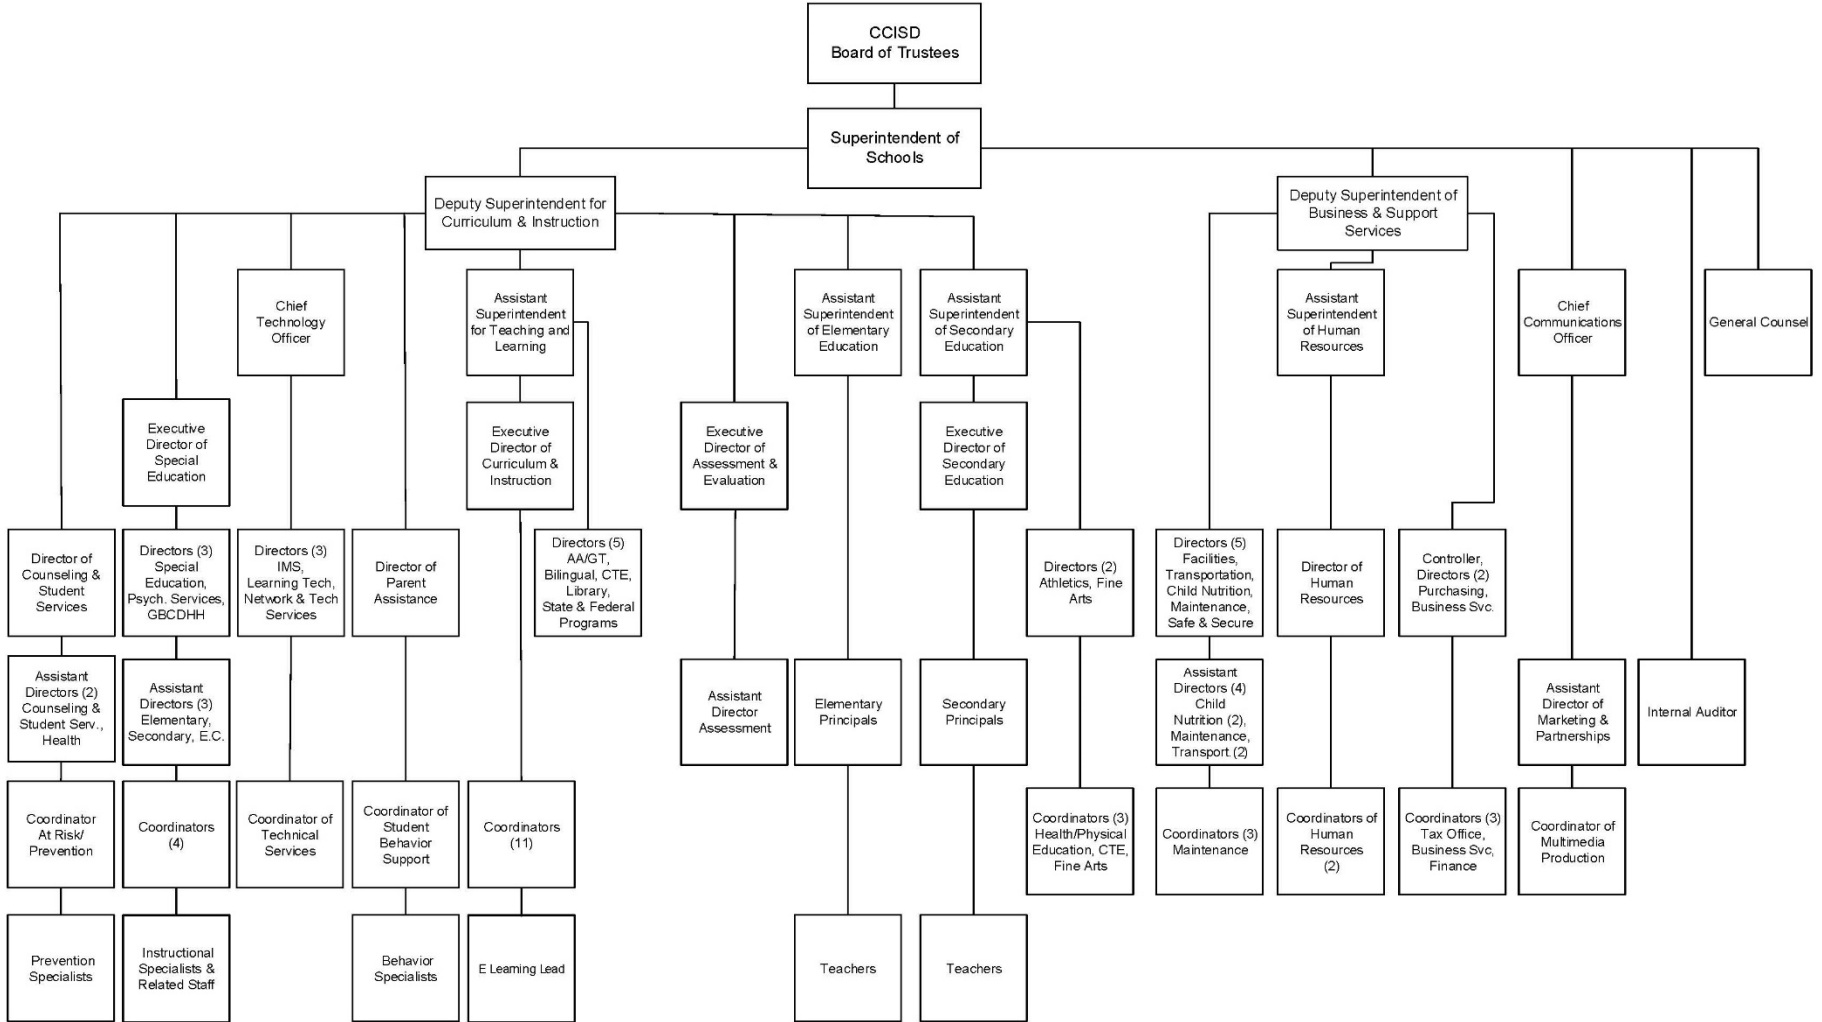 CCISD
Board of Trustees
Superintendent of
Schools
Deputy Superintendent for
Curriculum & Instruction
Deputy Superintendent of
Business & Support
Services
Chief
Technology
Officer
Assistant
Superintendent
for Teaching and
Learning
Assistant
Superintendent
of Elementary
Education
Assistant
Superintendent
of Secondary
Education
Assistant
Superintendent
of Human
Resources
Chief
Communications
Officer
General Counsel
Executive
Director of
Special
Education
Executive
Director of
Curriculum &
Instruction
Executive
Director of
Assessment &
Evaluation
Executive
Director of
Secondary
Education
Director of
Counseling &
Student
Services
Directors (3)
Special
Education,
Psych. Services,
GBCDHH
Directors (3)
IMS,
Learning Tech,
Network & Tech
Services
Director of
Parent
Assistance
Directors (5)
AA/GT,
Bilingual, CTE,
Library,
State & Federal
Programs
Directors (2)
Athletics, Fine
Arts
Directors (5)
Facilities,
Transportation,
Child Nutrition,
Maintenance,
Safe & Secure
Director of
Human
Resources
Controller,
Directors (2)
Purchasing,
Business Svc.
Assistant
Directors (2)
Counseling &
Student Serv.,
Health
Assistant
Directors (3)
Elementary,
Secondary, E.C.
Assistant
Director
Assessment
Elementary
Principals
Secondary
Principals
Assistant
Directors (4)
Child
Nutrition (2),
Maintenance,
Transport. (2)
Assistant
Director of
Marketing &
Partnerships
Internal Auditor
Coordinator
At Risk/
Prevention
Coordinators
(4)
Coordinator of
Technical
Services
Coordinator of
Student
Behavior
Support
Coordinators
(11)
Coordinators (3)
Health/Physical
Education, CTE,
Fine Arts
Coordinators (3)
Maintenance
Coordinators of
Human
Resources
(2)
Coordinators (3)
Tax Office,
Business Svc,
Finance
Coordinator of
Multimedia
Production
Prevention
Specialists
Instructional
Specialists &
Related Staff
Behavior
Specialists
E Learning Lead
Teachers
Teachers